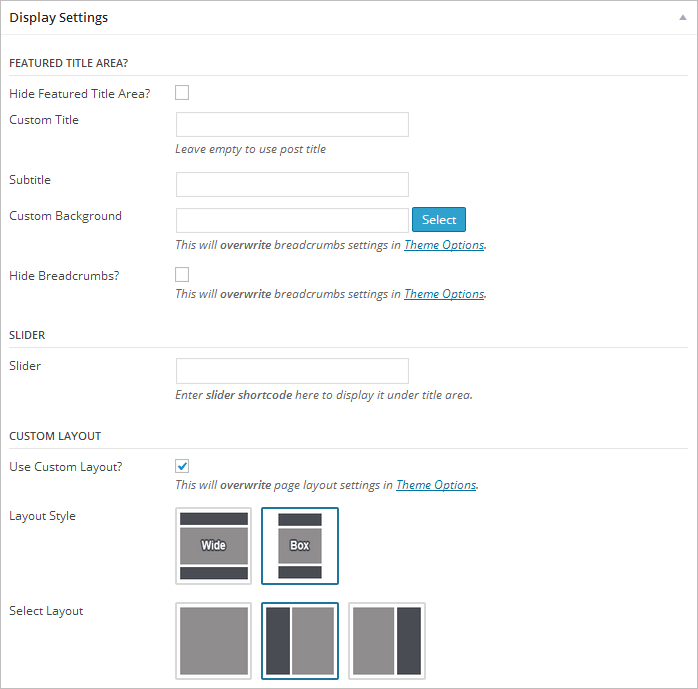 Display Settings
FEATURED TITLE AREA?
Hide Featured Title Area?
Custom Title
Leave empty to use post title
Subtitle
Custom Background
Select
This will overwrite breadcrumbs settings in Theme Options.
Hide Breadcrumbs?
This will overwrite breadcrumbs settings in Theme Options.
SLIDER
Slider
Enter slider shortcode here to display it under title area.
CUSTOM LAYOUT
Use Custom Layout?
This will overwrite page layout settings in Theme Options.
Layout Style
Wide
Box
Select Layout